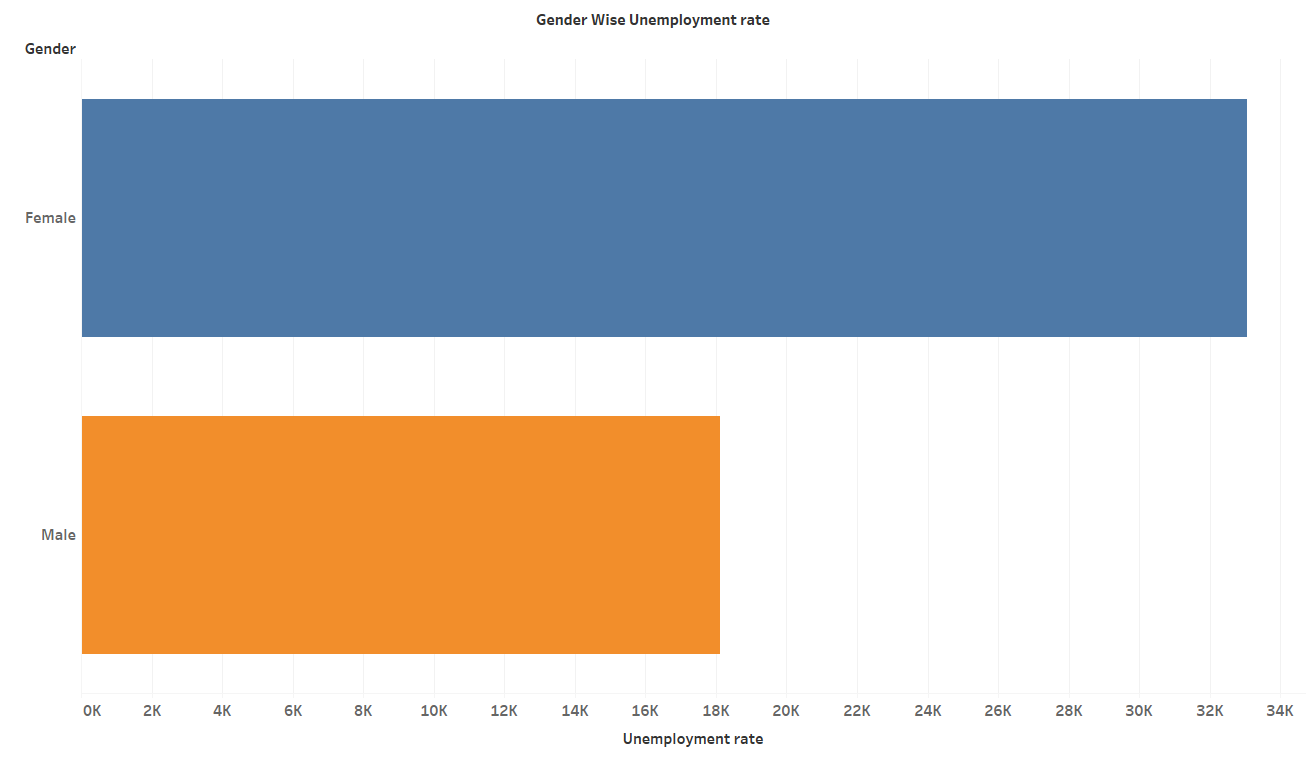 Gender Wise Unemployment rate
Gender
Female
Male
0K 2K 4K 6K 8K 10K 12K 14K 16K 18K 20K 22K 24K 26K 28K 30K 32K 34K
Unemployment rate